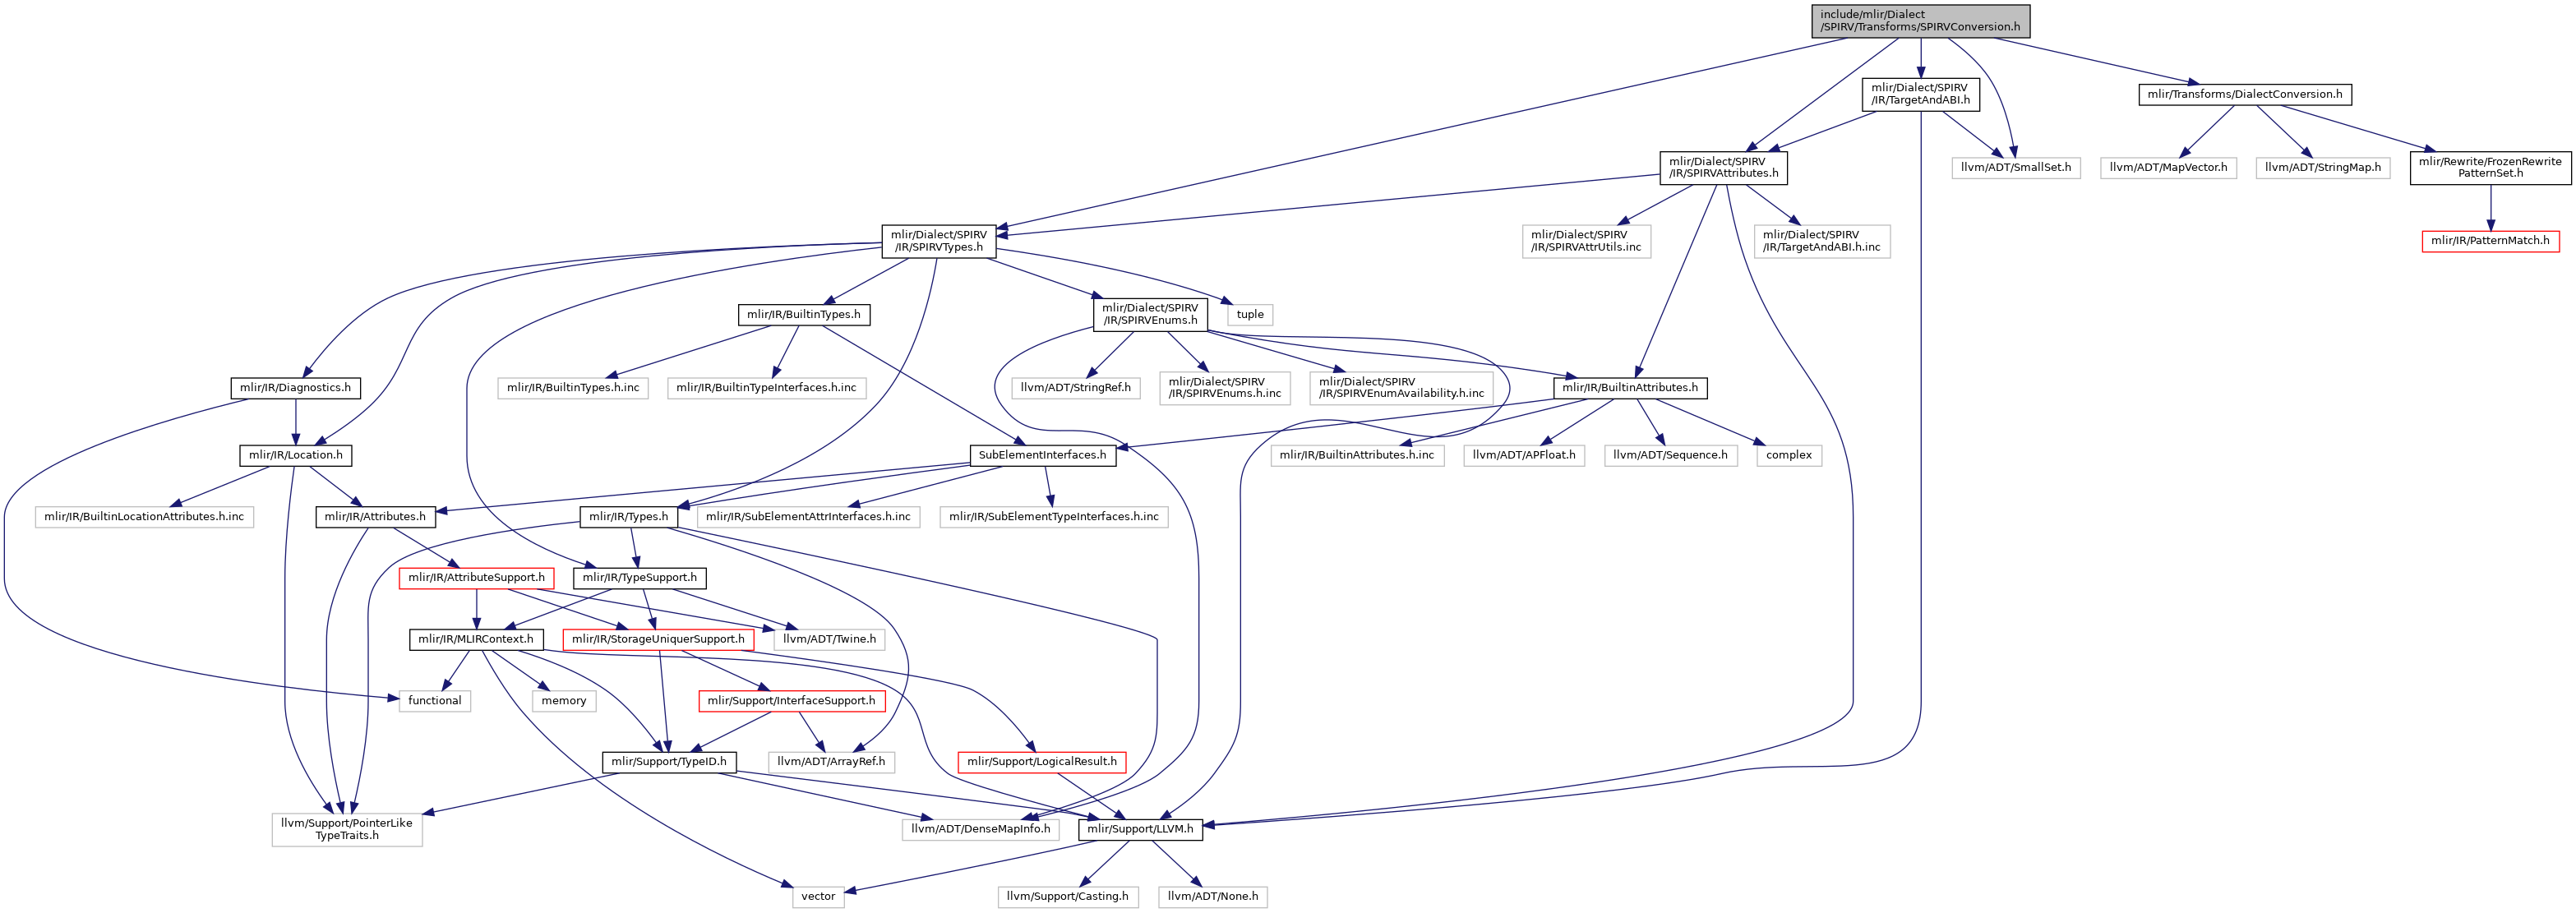 include/mlir/Dialect
/SPIRV/Transforms/SPIRVConversion.h
mlir/Dialect/SPIRV
/IR/TargetAndABI.h
mlir/Transforms/DialectConversion.h
mlir/Dialect/SPIRV
/IR/SPIRVAttributes.h
llvm/ADT/SmallSet.h
llvm/ADT/MapVector.h
llvm/ADT/StringMap.h
mlir/Rewrite/FrozenRewrite
PatternSet.h
mlir/Dialect/SPIRV
/IR/SPIRVTypes.h
mlir/Dialect/SPIRV
/IR/SPIRVAttrUtils.inc
mlir/Dialect/SPIRV
/IR/TargetAndABI.h.inc
mlir/IR/PatternMatch.h
mlir/IR/BuiltinTypes.h
mlir/Dialect/SPIRV
/IR/SPIRVEnums.h
tuple
mlir/IR/Diagnostics.h
mlir/IR/BuiltinTypes.h.inc
mlir/IR/BuiltinTypeInterfaces.h.inc
llvm/ADT/StringRef.h
mlir/Dialect/SPIRV
/IR/SPIRVEnums.h.inc
mlir/Dialect/SPIRV
/IR/SPIRVEnumAvailability.h.inc
mlir/IR/BuiltinAttributes.h
mlir/IR/Location.h
SubElementInterfaces.h
mlir/IR/BuiltinAttributes.h.inc
llvm/ADT/APFloat.h
llvm/ADT/Sequence.h
complex
mlir/IR/BuiltinLocationAttributes.h.inc
mlir/IR/Attributes.h
mlir/IR/Types.h
mlir/IR/SubElementAttrInterfaces.h.inc
mlir/IR/SubElementTypeInterfaces.h.inc
mlir/IR/AttributeSupport.h
mlir/IR/TypeSupport.h
mlir/IR/MLIRContext.h
mlir/IR/StorageUniquerSupport.h
llvm/ADT/Twine.h
functional
memory
mlir/Support/InterfaceSupport.h
mlir/Support/TypeID.h
llvm/ADT/ArrayRef.h
mlir/Support/LogicalResult.h
llvm/Support/PointerLike
TypeTraits.h
llvm/ADT/DenseMapInfo.h
mlir/Support/LLVM.h
vector
llvm/Support/Casting.h
llvm/ADT/None.h